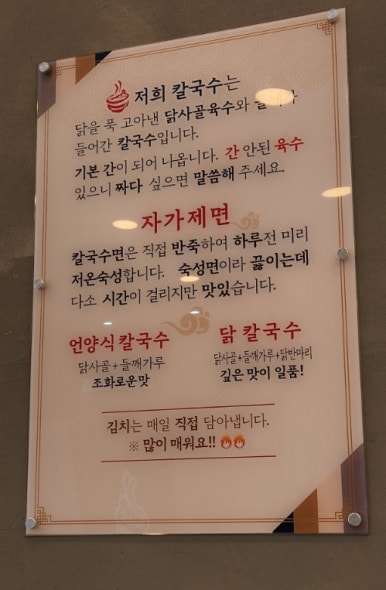 저희 칼국수는
닭을 푹 고아낸 닭사골육수와
들어간 칼국수입니다.
기본 간이 되어 나옵니다. 간 안된 육수
있으니 짜다 싶으면 말씀해 주세요.
자가제면
칼국수면은 직접 반죽하여 하루전 미리
저온숙성합니다. 숙성면이라 끓이는데
다소 시간이 걸리지만 맛있습니다.
언양식 칼국수
닭사골+들깨가루
조화로운맛
닭 칼국수
닭사골+들깨가루+닭반마리
깊은 맛이 일품!
김치는 매일 직접 담아냅니다.
※ 많이 매워요!!